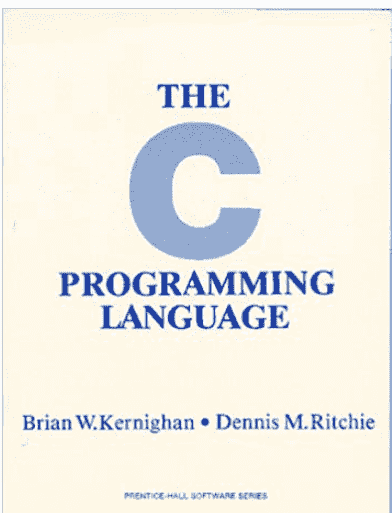 THE
C
PROGRAMMING
LANGUAGE
Brian W.Kernighan • Dennis M.Ritchie
PRENTICE-HALL SOFTWARE SERIES